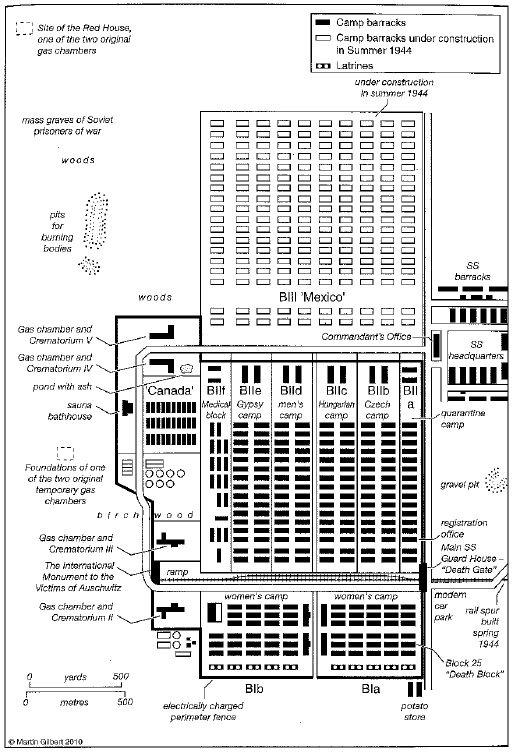 Site of the Red House,
one of the two original
gas chambers
Camp barracks
Camp barracks under construction
in Summer 1944
Latrines
under construction
in summer 1944
mass graves of Soviet
prisoners of war
woods
pits
for
burning
bodies
woods
BIII 'Mexico'
SS
barracks
Commandant's Office
SS
headquarters
Gas chamber and
Crematorium V
Gas chamber and
Crematorium IV
pond with ash
sauna
bathhouse
'Canada'
BIIf
Medical
block
BIIe
Gypsy
camp
BIId
men's
camp
BIIc
Hungarian
camp
BIIb
Czech
camp
BII
a
quarantine
camp
Foundations of one
of the two original
temporary gas
chambers
gravel pit
birch wood
registration
office
Gas chamber and
Crematorium III
Main SS
Guard House –
"Death Gate"
The International
Monument to the
Victims of Auschwitz
ramp
Gas chamber and
Crematorium II
women's camp
women's camp
modern
car
park
rail spur
built
spring
1944
Block 25
"Death Block"
0 yards 500
0 metres 500
electrically charged
perimeter fence
BIb
BIa
potato
store
© Martin Gilbert 2010